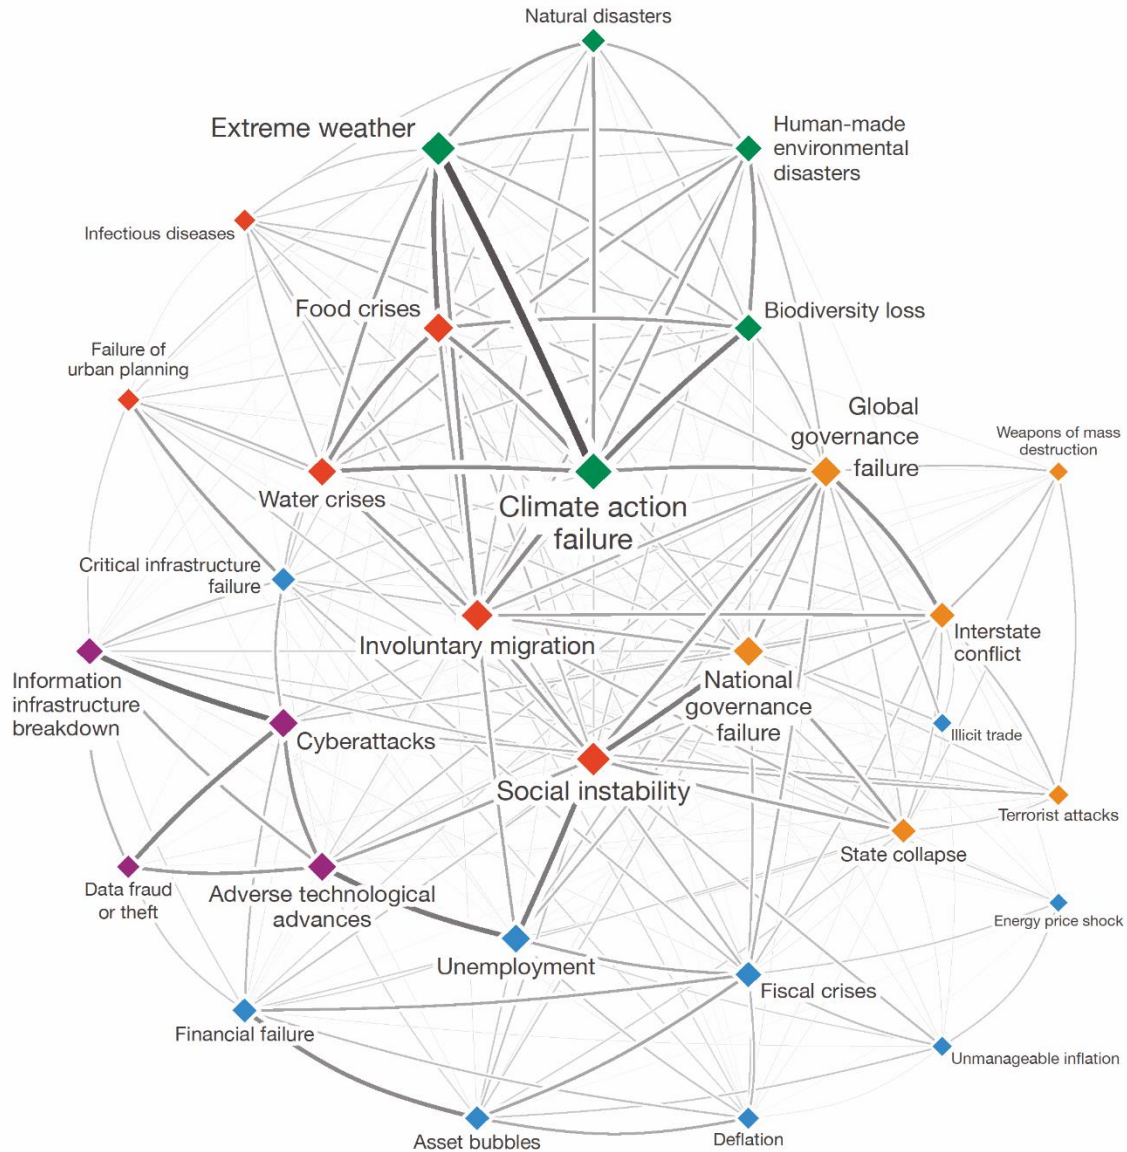 Natural disasters
Extreme weather
Human-made
environmental
disasters
Infectious diseases
Food crises
Biodiversity loss
Failure of
urban planning
Global
governance
failure
Weapons of mass
destruction
Water crises
Climate action
failure
Critical infrastructure
failure
Involuntary migration
Interstate
conflict
Information
infrastructure
breakdown
National
governance
failure
Cyberattacks
Illicit trade
Social instability
Terrorist attacks
State collapse
Data fraud
or theft
Adverse technological
advances
Energy price shock
Unemployment
Fiscal crises
Financial failure
Unmanageable inflation
Asset bubbles
Deflation